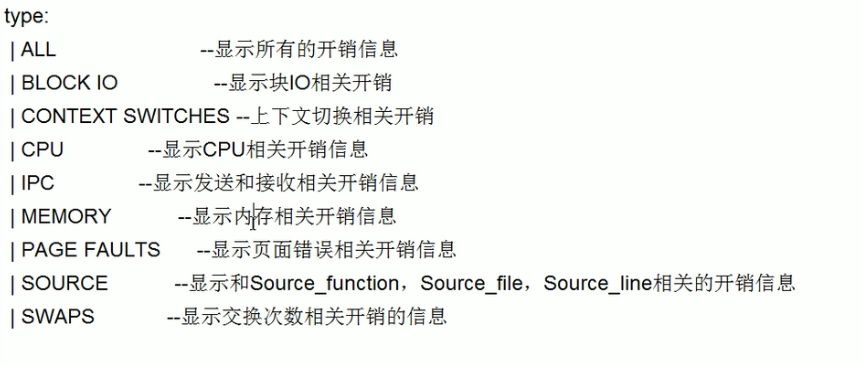 type:
| ALL --显示所有的开销信息
| BLOCK IO --显示块IO相关开销
| CONTEXT SWITCHES --上下文切换相关开销
| CPU --显示CPU相关开销信息
| IPC --显示发送和接收相关开销信息
| MEMORY --显示内存相关开销信息
| PAGE FAULTS --显示页面错误相关开销信息
| SOURCE --显示和Source_function，Source_file，Source_line相关的开销信息
| SWAPS --显示交换次数相关开销的信息